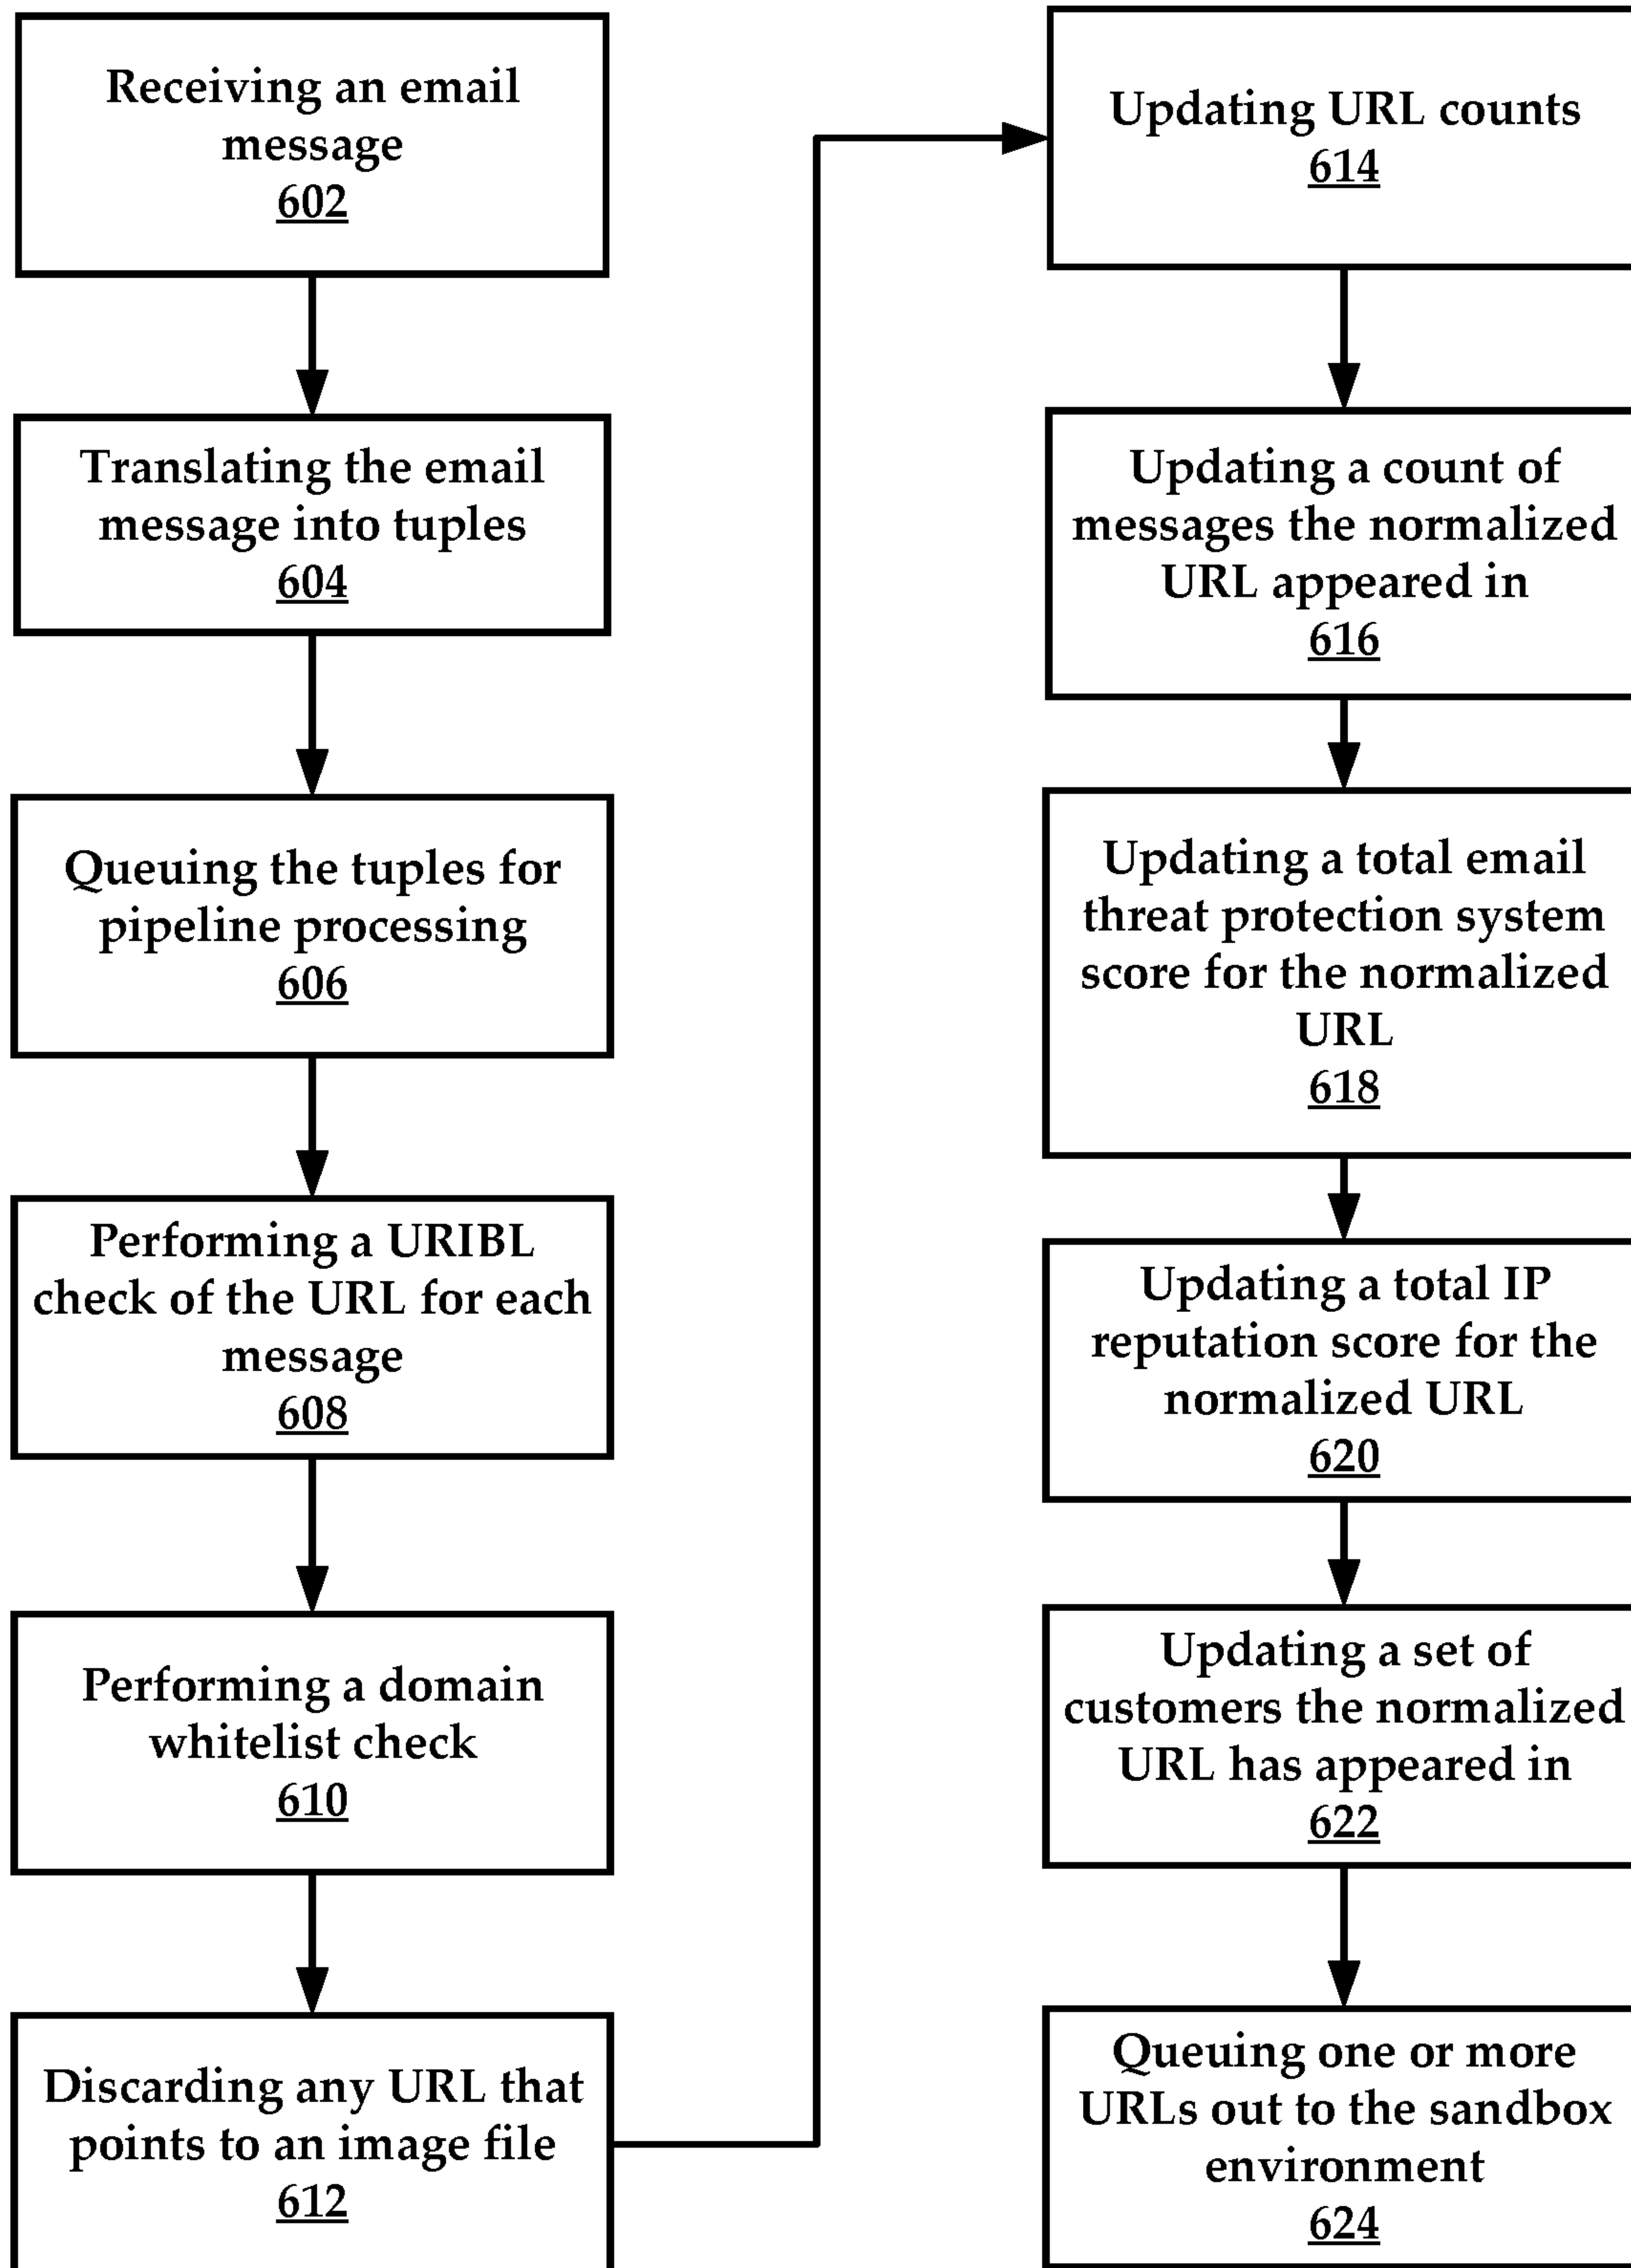 Receiving an email
message
602
Translating the email
message into tuples
604
Queuing the tuples for
pipeline processing
606
Performing a URIBL
check of the URL for each
message
608
Performing a domain
whitelist check
610
Discarding any URL that
points to an image file
612
Updating URL counts
614
Updating a count of
messages the normalized
URL appeared in
616
Updating a total email
threat protection system
score for the normalized
URL
618
Updating a total IP
reputation score for the
normalized URL
620
Updating a set of
customers the normalized
URL has appeared in
622
Queuing one or more
URLs out to the sandbox
environment
624